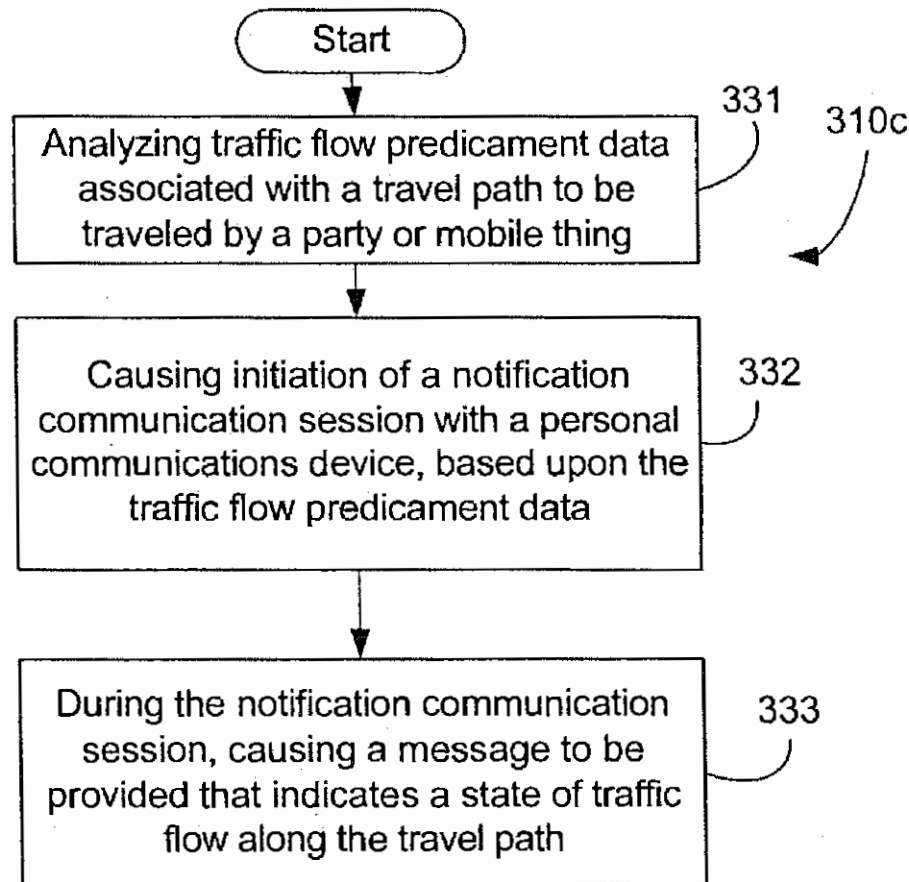 Start
331
310c
Analyzing traffic flow predicament data
associated with a travel path to be
traveled by a party or mobile thing
332
Causing initiation of a notification
communication session with a personal
communications device, based upon the
traffic flow predicament data
333
During the notification communication
session, causing a message to be
provided that indicates a state of traffic
flow along the travel path